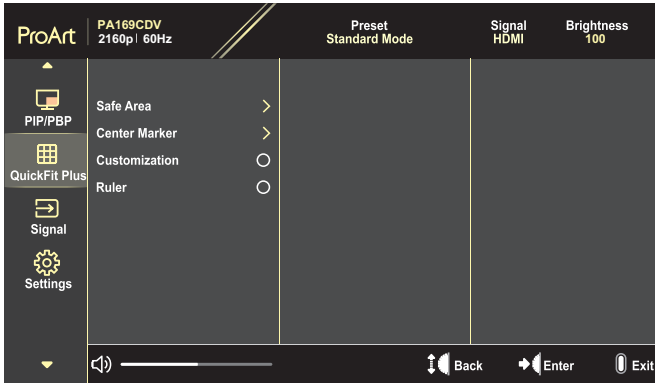 ProArt
PA169CDV
2160p | 60Hz
Preset
Standard Mode
Signal
HDMI
Brightness
100
PIP/PBP
QuickFit Plus
Signal
Settings
Safe Area
Center Marker
Customization
Ruler
Back
Enter
Exit